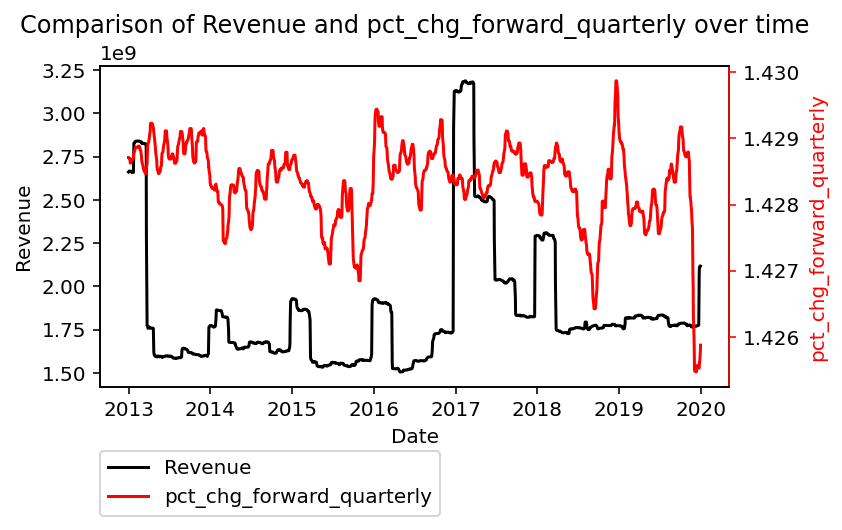 Comparison of Revenue and pct_chg_forward_quarterly over time
1e9
3.25
3.00
2.75
2.50
2.25
2.00
1.75
1.50
Revenue
1.430
1.429
1.428
1.427
1.426
pct_chg_forward_quarterly
2013 2014 2015 2016 2017 2018 2019 2020
Date
Revenue
pct_chg_forward_quarterly